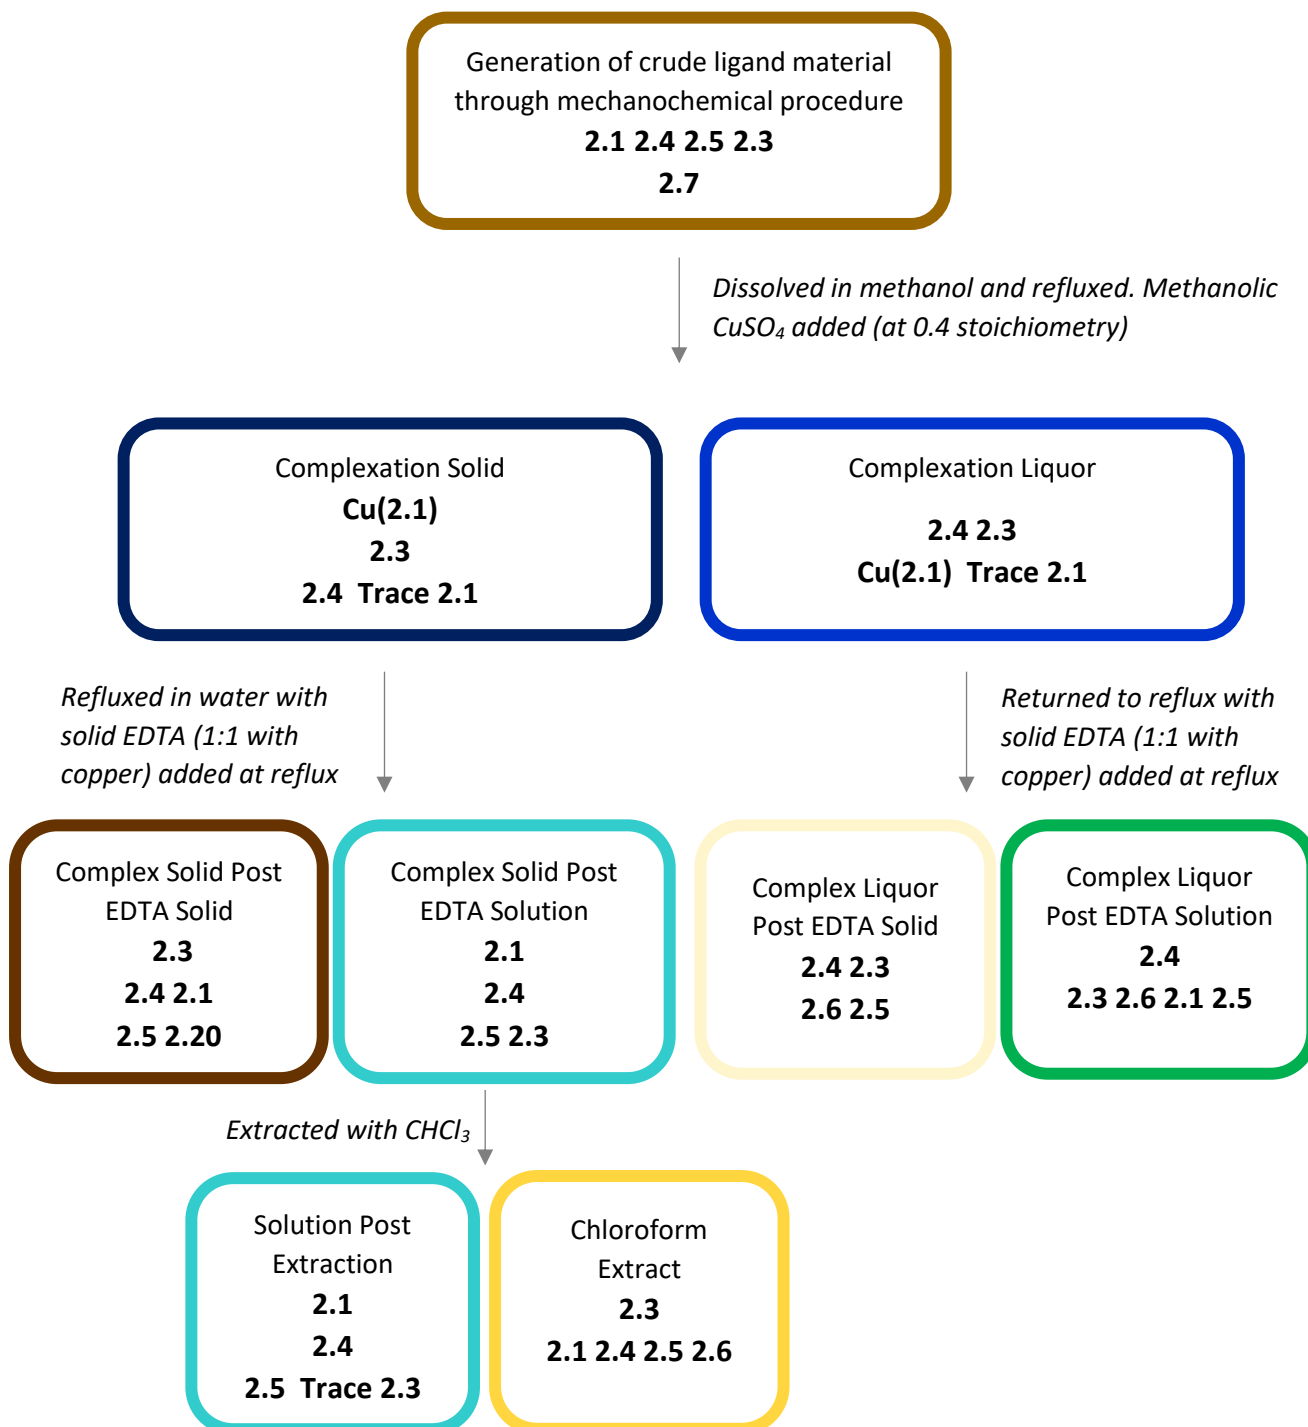 Generation of crude ligand material
through mechanochemical procedure
2.1 2.4 2.5 2.3
2.7
Dissolved in methanol and refluxed. Methanolic
CuSO₄ added (at 0.4 stoichiometry)
Complexation Solid
Cu(2.1)
2.3
2.4 Trace 2.1
Complexation Liquor
2.4 2.3
Cu(2.1) Trace 2.1
Refluxed in water with
solid EDTA (1:1 with
copper) added at reflux
Returned to reflux with
solid EDTA (1:1 with
copper) added at reflux
Complex Solid Post
EDTA Solid
2.3
2.4 2.1
2.5 2.20
Complex Solid Post
EDTA Solution
2.1
2.4
2.5 2.3
Complex Liquor
Post EDTA Solid
2.4 2.3
2.6 2.5
Complex Liquor
Post EDTA Solution
2.4
2.3 2.6 2.1 2.5
Extracted with CHCl₃
Solution Post
Extraction
2.1
2.4
2.5 Trace 2.3
Chloroform
Extract
2.3
2.1 2.4 2.5 2.6